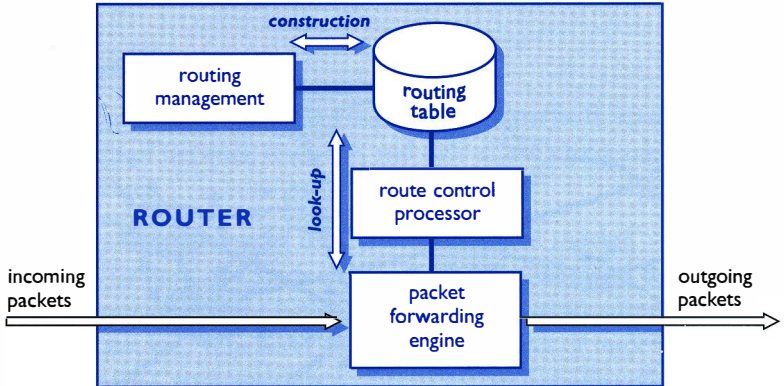 construction
routing
management
routing
table
look-up
route control
processor
ROUTER
incoming
packets
packet
forwarding
engine
outgoing
packets